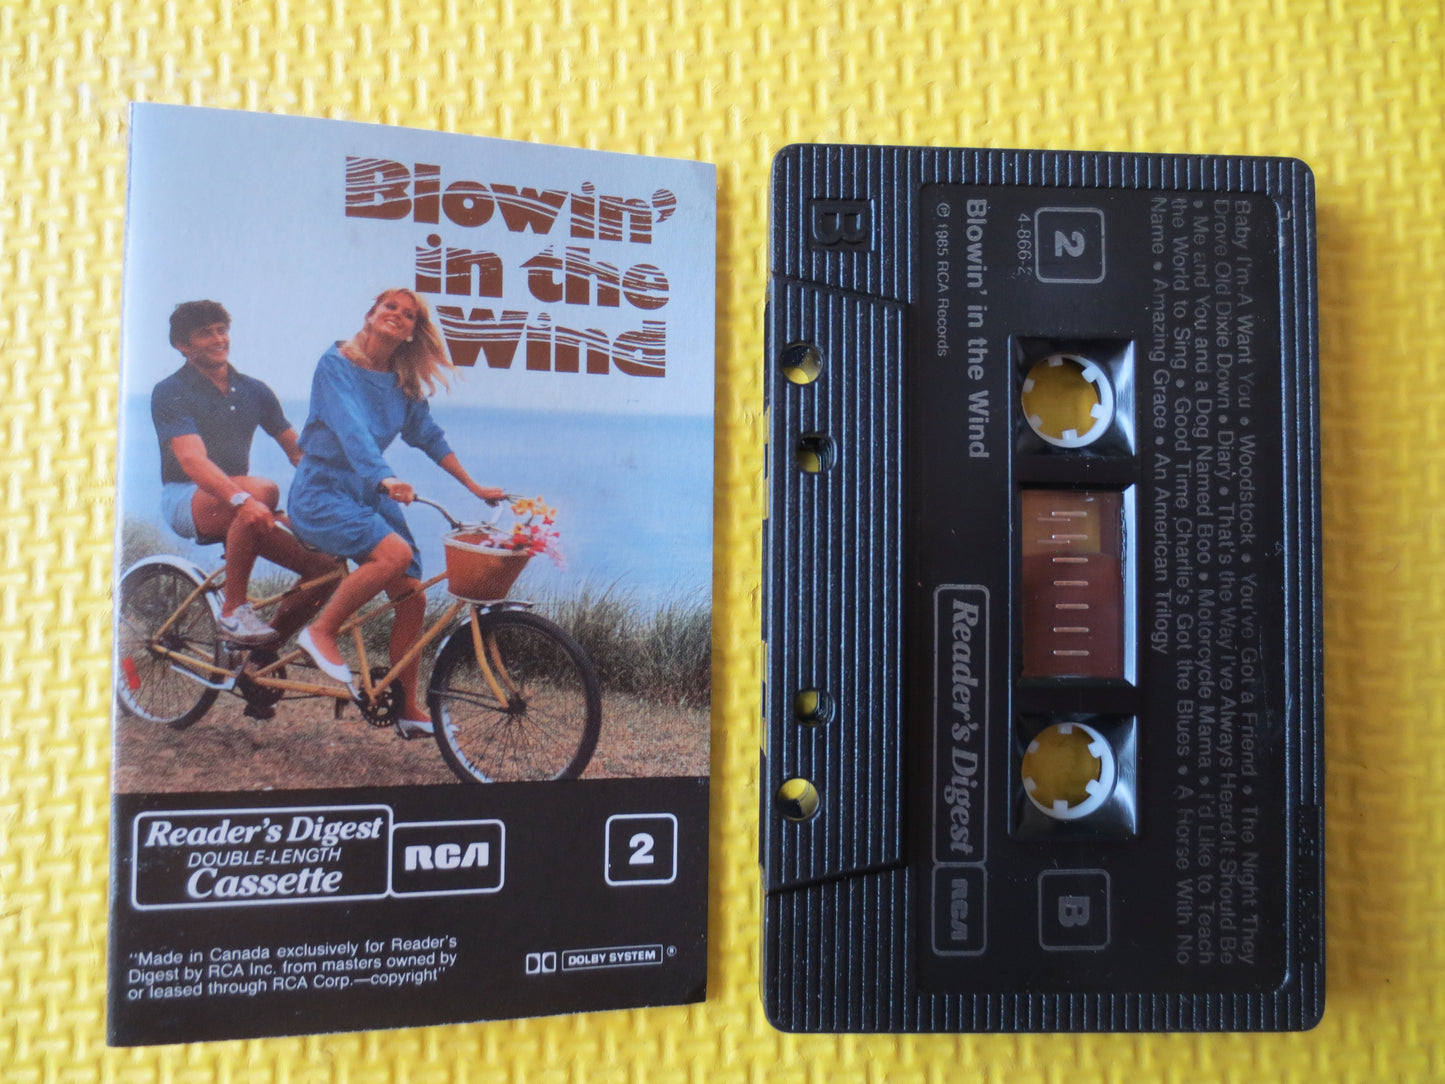 Blowin'
in the
Wind
Reader's Digest
DOUBLE-LENGTH
Cassette
RCA
2
"Made in Canada exclusively for Reader's
Digest by RCA Inc. from masters owned by
or leased through RCA Corp.—copyright"
DOLBY SYSTEM ®
B
2
4-866-2
℗ 1985 RCA Records
Blowin' in the Wind
Reader's Digest
RCA
B
Baby I'm-A Want You • Woodstock • You've Got a Friend • The Night They
Drove Old Dixie Down • Diary • That's the Way I've Always Heard It Should Be
• Me and You and a Dog Named Boo • Motorcycle Mama • I'd Like to Teach
the World to Sing • Good Time Charlie's Got the Blues • A Horse With No
Name • Amazing Grace • An American Trilogy